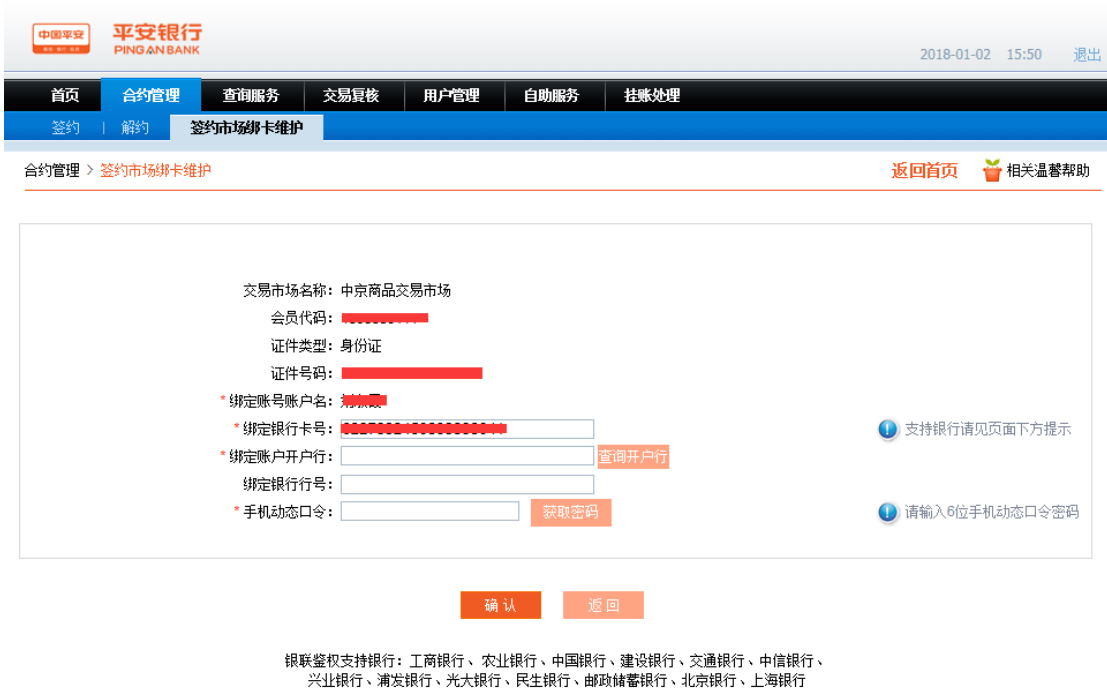 中国平安
平安银行
PING AN BANK
2018-01-02 15:50 退出
首页 合约管理 查询服务 交易复核 用户管理 自助服务 挂账处理
签约 | 解约 签约市场绑卡维护
合约管理 > 签约市场绑卡维护 返回首页 相关温馨帮助
交易市场名称：中京商品交易市场
会员代码：
证件类型：身份证
证件号码：
*绑定账号账户名：
*绑定银行卡号： 支持银行请见页面下方提示
*绑定账户开户行： 查询开户行
绑定银行行号：
*手机动态口令： 获取密码 请输入6位手机动态口令密码
确认 返回
银联鉴权支持银行：工商银行、农业银行、中国银行、建设银行、交通银行、中信银行、
兴业银行、浦发银行、光大银行、民生银行、邮政储蓄银行、北京银行、上海银行